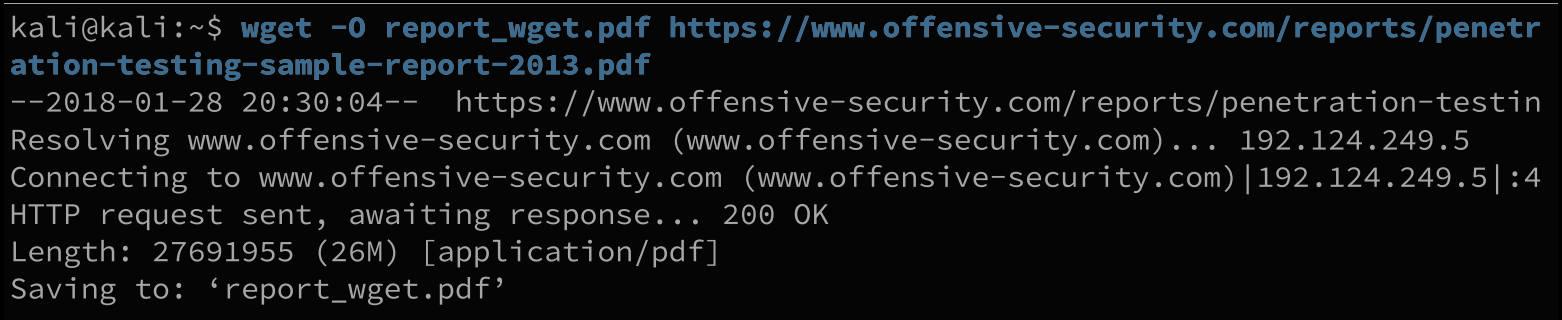 kali@kali:~$ wget -O report_wget.pdf https://www.offensive-security.com/reports/penetr
ation-testing-sample-report-2013.pdf
--2018-01-28 20:30:04--  https://www.offensive-security.com/reports/penetration-testin
Resolving www.offensive-security.com (www.offensive-security.com)... 192.124.249.5
Connecting to www.offensive-security.com (www.offensive-security.com)|192.124.249.5|:4
HTTP request sent, awaiting response... 200 OK
Length: 27691955 (26M) [application/pdf]
Saving to: ‘report_wget.pdf’